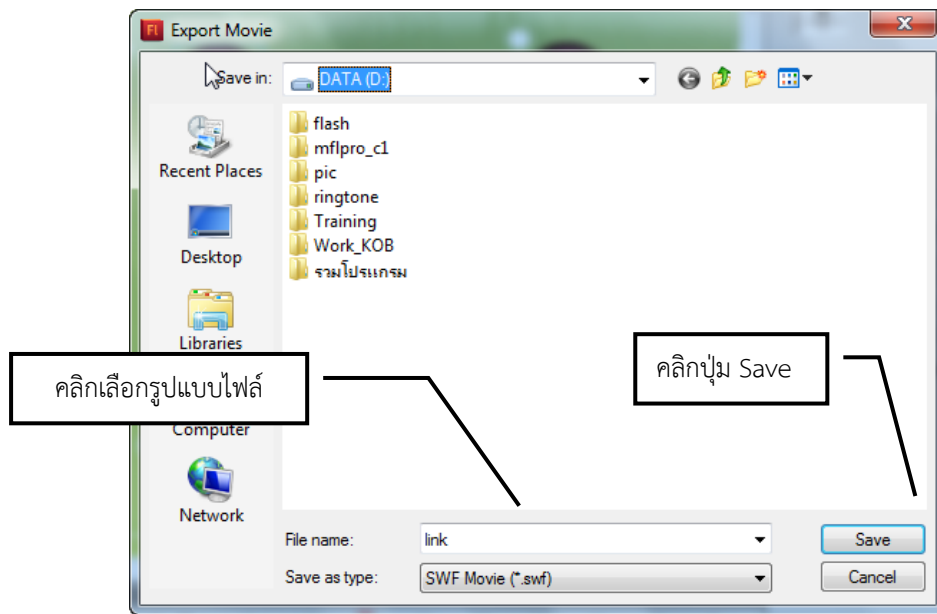 Fl Export Movie
Save in: DATA (D:)
Recent Places
Desktop
Libraries
Computer
Network
flash
mflpro_c1
pic
ringtone
Training
Work_KOB
รวมโปรแกรม
คลิกเลือกรูปแบบไฟล์
คลิกปุ่ม Save
File name: link Save
Save as type: SWF Movie (*.swf) Cancel